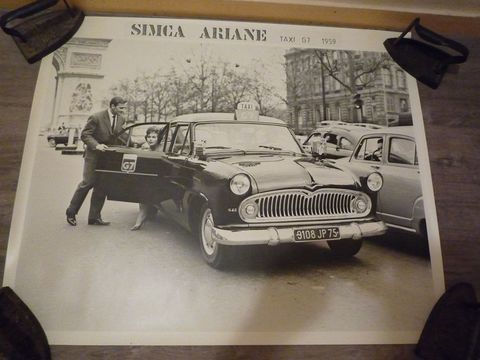 SIMCA ARIANE TAXI G7 1959
TAXI
G7
9108 JP 75